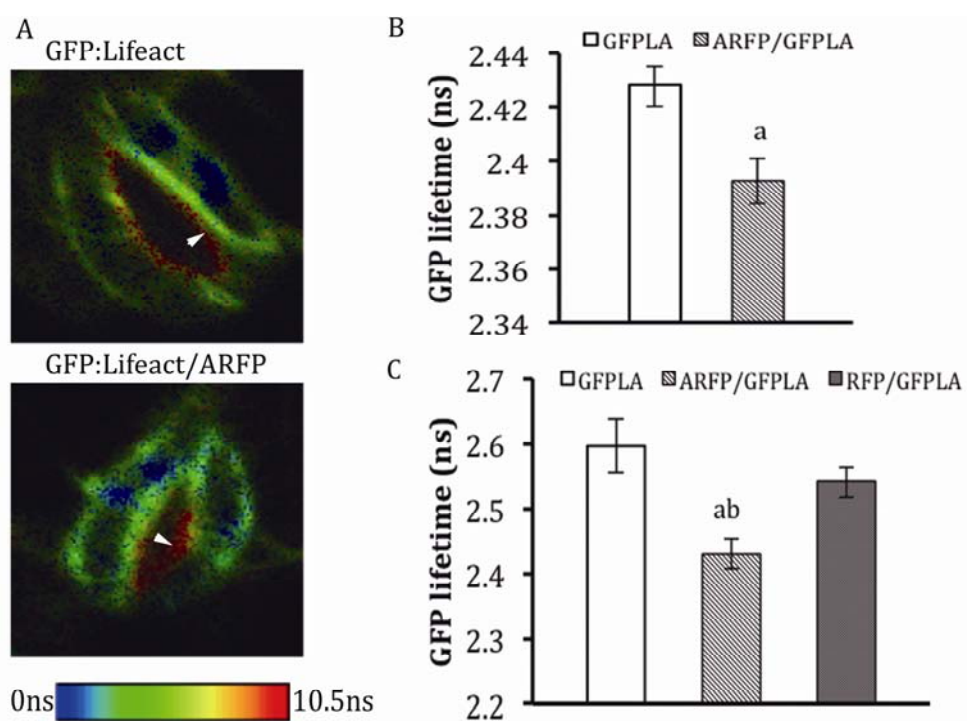 A
GFP:Lifeact
GFP:Lifeact/ARFP
0ns 10.5ns
B
GFPLA ARFP/GFPLA
GFP lifetime (ns)
2.44
2.42
2.4
2.38
2.36
2.34
a
C
GFPLA ARFP/GFPLA RFP/GFPLA
GFP lifetime (ns)
2.7
2.6
2.5
2.4
2.3
2.2
ab